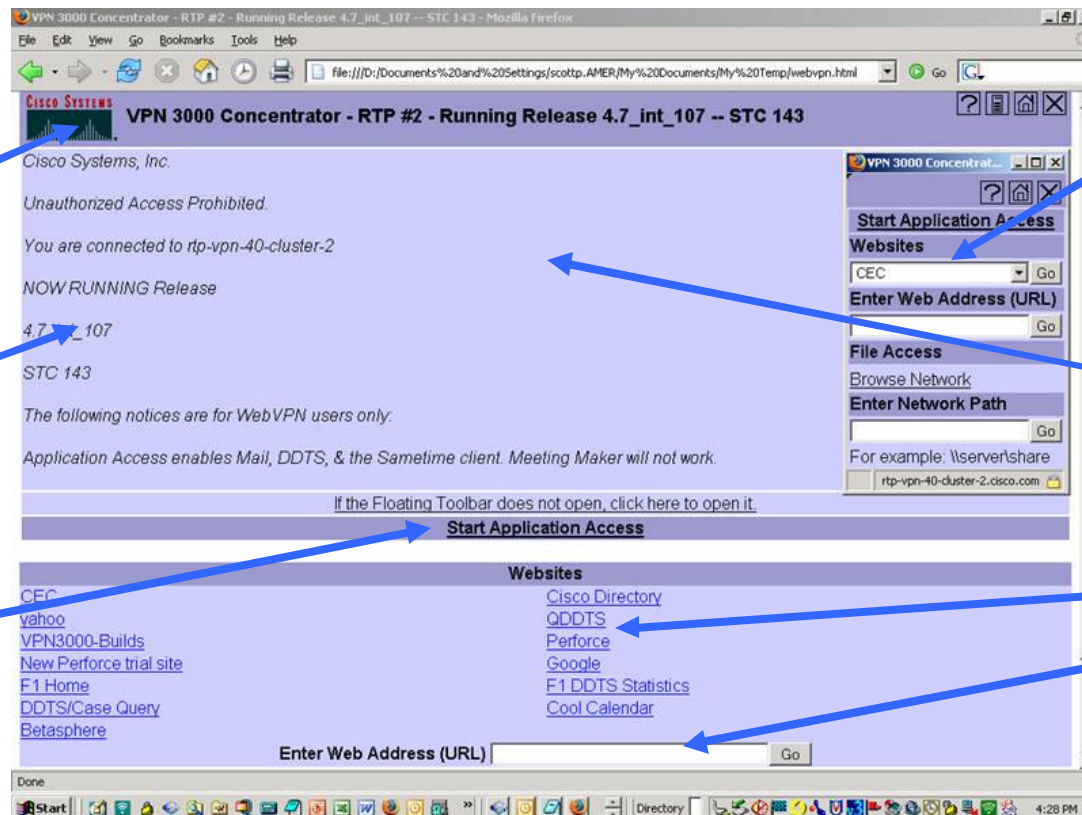 VPN 3000 Concentrator - RTP #2 - Running Release 4.7_int_107 -- STC 143 - Mozilla Firefox
File Edit View Go Bookmarks Tools Help
file:///D:/Documents%20and%20Settings/scottp.AMER/My%20Documents/My%20Temp/webvpn.html
Go
CISCO SYSTEMS
VPN 3000 Concentrator - RTP #2 - Running Release 4.7_int_107 -- STC 143
Cisco Systems, Inc.
Unauthorized Access Prohibited.
You are connected to rtp-vpn-40-cluster-2
NOW RUNNING Release
4.7 107
STC 143
The following notices are for WebVPN users only:
Application Access enables Mail, DDTS, & the Sametime client. Meeting Maker will not work.
VPN 3000 Concentrat...
Start Application Access
Websites
CEC Go
Enter Web Address (URL)
Go
File Access
Browse Network
Enter Network Path
Go
For example: \\server\share
rtp-vpn-40-cluster-2.cisco.com
If the Floating Toolbar does not open, click here to open it.
Start Application Access
Websites
CEC Cisco Directory
yahoo QDDTS
VPN3000-Builds Perforce
New Perforce trial site Google
F1 Home F1 DDTS Statistics
DDTS/Case Query Cool Calendar
Betasphere
Enter Web Address (URL) Go
Done
Start Directory 4:28 PM